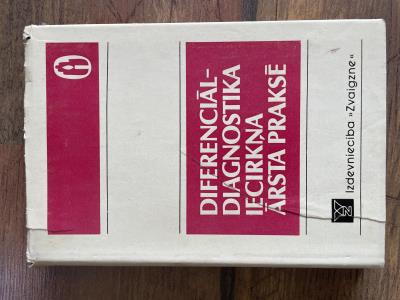 DIFERENCIĀL-
DIAGNOSTIKA
IECIRKŅA
ĀRSTA PRAKSĒ
Izdevniecība »Zvaigzne«